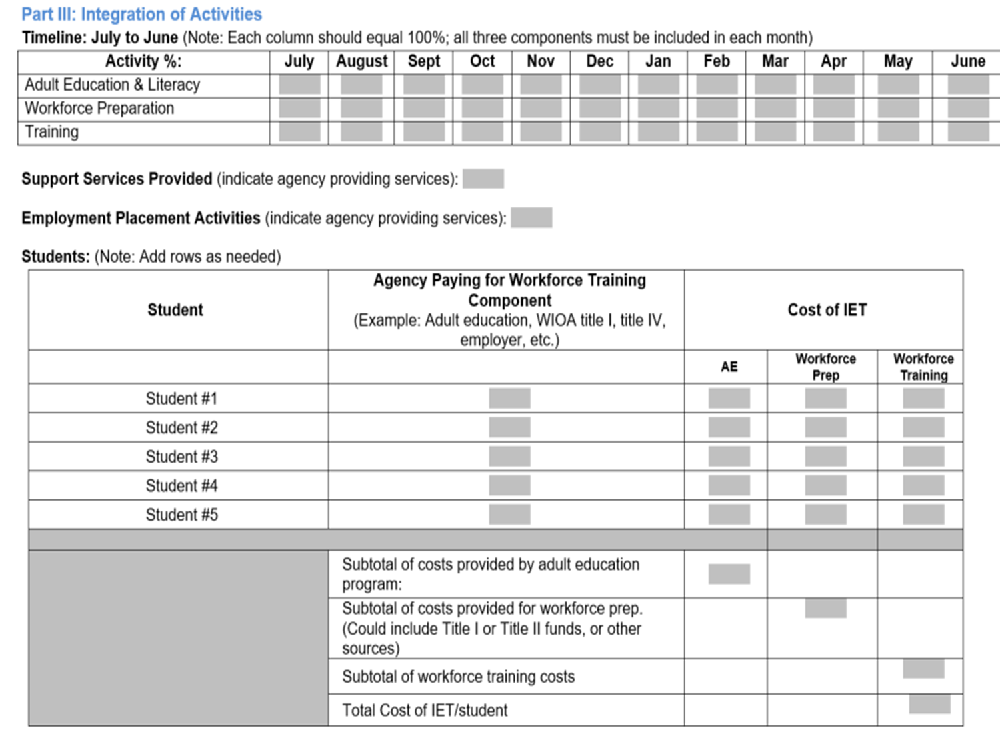 Part III: Integration of Activities
Timeline: July to June (Note: Each column should equal 100%; all three components must be included in each month)
Activity %: July August Sept Oct Nov Dec Jan Feb Mar Apr May June
Adult Education & Literacy
Workforce Preparation
Training
Support Services Provided (indicate agency providing services):
Employment Placement Activities (indicate agency providing services):
Students: (Note: Add rows as needed)
Student
Agency Paying for Workforce Training
Component
(Example: Adult education, WIOA title I, title IV,
employer, etc.)
Cost of IET
AE
Workforce
Prep
Workforce
Training
Student #1
Student #2
Student #3
Student #4
Student #5
Subtotal of costs provided by adult education
program:
Subtotal of costs provided for workforce prep.
(Could include Title I or Title II funds, or other
sources)
Subtotal of workforce training costs
Total Cost of IET/student